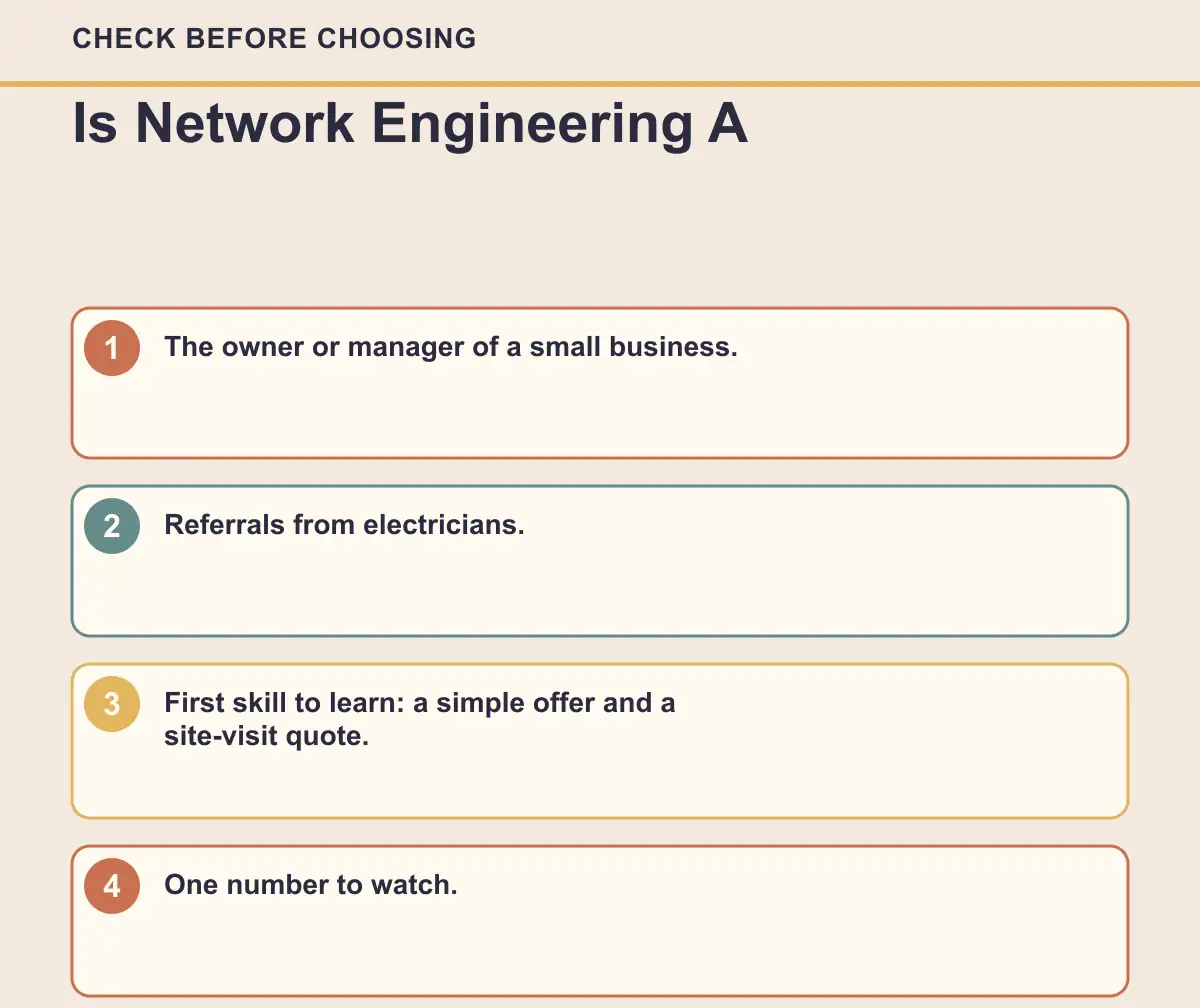 CHECK BEFORE CHOOSING
Is Network Engineering A
1
The owner or manager of a small business.
2
Referrals from electricians.
3
First skill to learn: a simple offer and a
site-visit quote.
4
One number to watch.